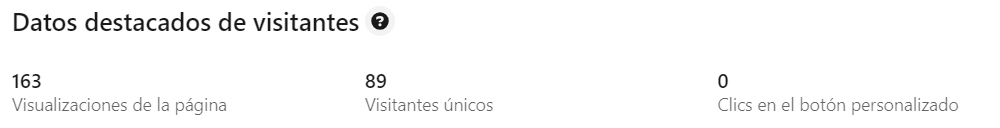 Datos destacados de visitantes ?
163
Visualizaciones de la página
89
Visitantes únicos
0
Clics en el botón personalizado